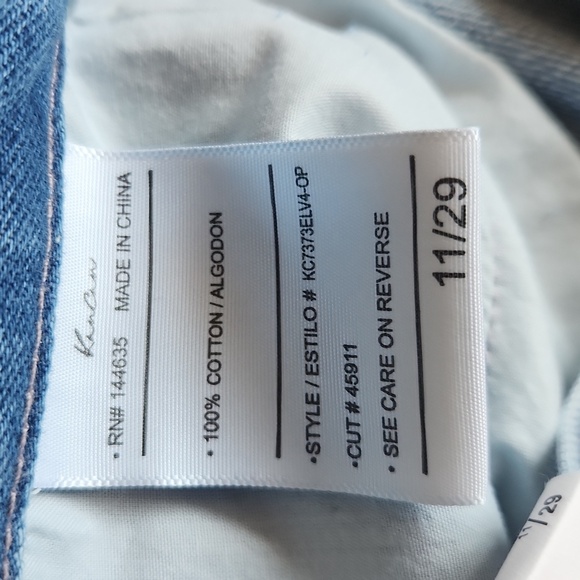 KanCan
• RN# 144635 MADE IN CHINA
• 100% COTTON / ALGODON
•STYLE / ESTILO # KC7373ELV4-OP
•CUT # 45911
• SEE CARE ON REVERSE
11/29
11/29